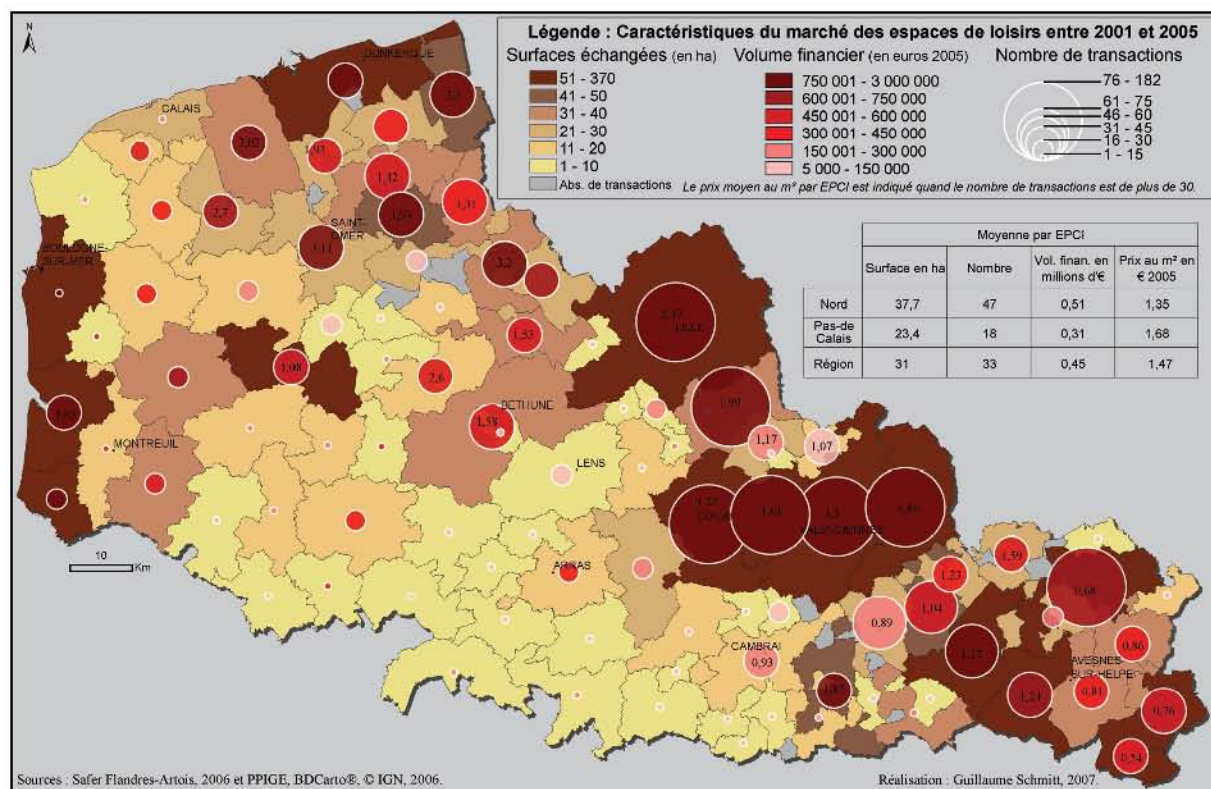 N
Légende : Caractéristiques du marché des espaces de loisirs entre 2001 et 2005
Surfaces échangées (en ha)
51 - 370
41 - 50
31 - 40
21 - 30
11 - 20
1 - 10
Abs. de transactions
Volume financier (en euros 2005)
750 001 - 3 000 000
600 001 - 750 000
450 001 - 600 000
300 001 - 450 000
150 001 - 300 000
5 000 - 150 000
Nombre de transactions
76 - 182
61 - 75
46 - 60
31 - 45
16 - 30
1 - 15
Le prix moyen au m² par EPCI est indiqué quand le nombre de transactions est de plus de 30.
Moyenne par EPCI
Surface en ha Nombre Vol. finan. en millions d'€ Prix au m² en € 2005
Nord 37,7 47 0,51 1,35
Pas-de Calais 23,4 18 0,31 1,68
Région 31 33 0,45 1,47
DUNKERQUE
CALAIS
1,42
2,7
1,31
SAINT-
OMER
BOULOGNE-
SUR-MER
3,2
LILLE
1,53
1,98
2,6
1,99
BETHUNE
1,58
MONTREUIL
1,17
1,07
LENS
DOUAI
VALENCIENNES
ARRAS
1,59
1,23
0,68
1,04
0,89
1,12
0,86
CAMBRAI
0,93
AVESNES
SUR-HELPE
0,81
1,21
0,76
0,54
10
Km
Sources : Safer Flandres-Artois, 2006 et PPIGE, BDCarto®, © IGN, 2006.
Réalisation : Guillaume Schmitt, 2007.